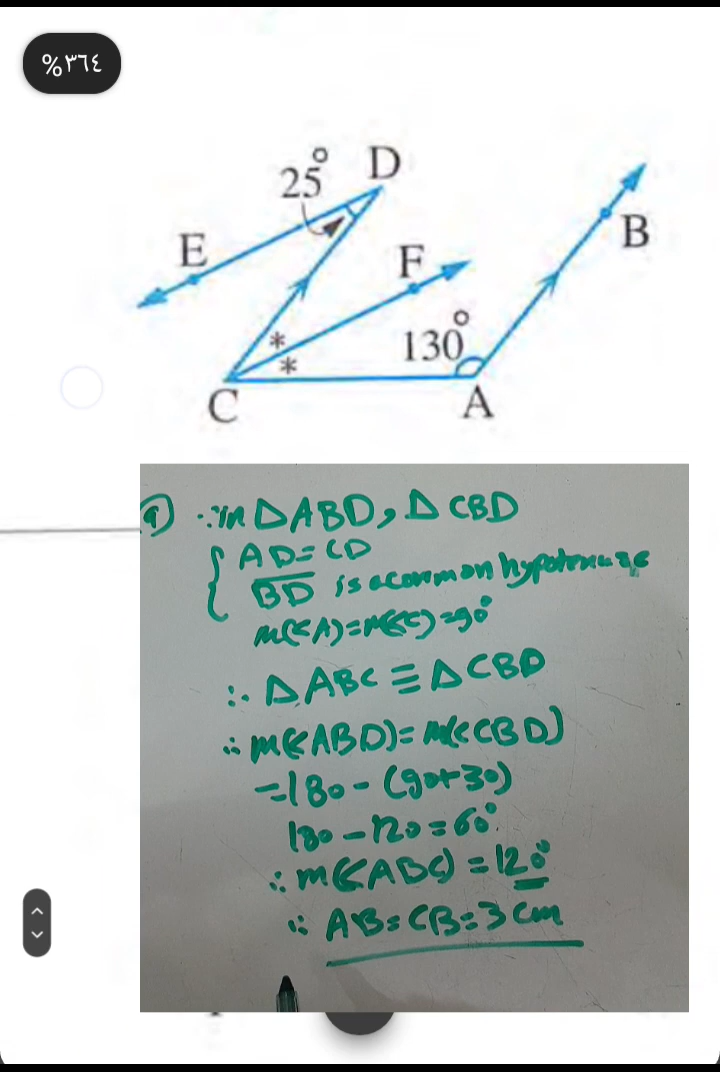 %٣٦٤
25° D
E
B
F
* *
130°
C
A
∵ in △ ABD, △ CBD
AD = CD
BD is a common hypotenuse
m(<A) = m(<C) = 90°
∴ △ ABC ≡ △ CBD
∴ m(<ABD) = m(<CBD)
= 180 - (90+30)
180 - 120 = 60°
∴ m(<ABC) = 120°
∴ AB = CB = 3 cm